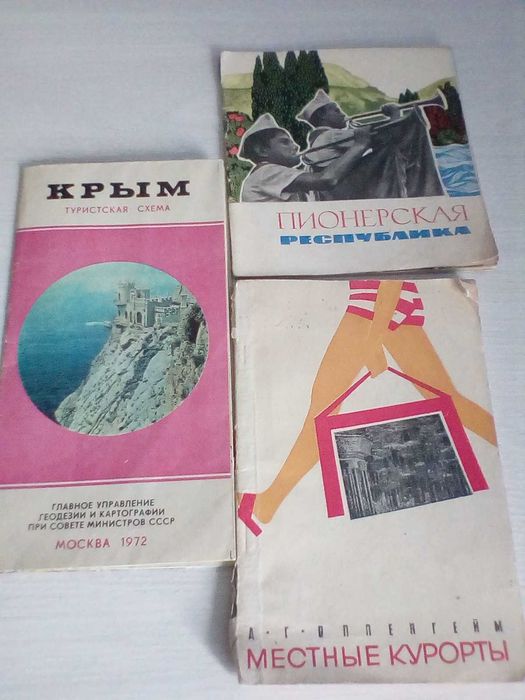 КРЫМ
ТУРИСТСКАЯ СХЕМА
ГЛАВНОЕ УПРАВЛЕНИЕ
ГЕОДЕЗИИ И КАРТОГРАФИИ
ПРИ СОВЕТЕ МИНИСТРОВ СССР
МОСКВА 1972
ПИОНЕРСКАЯ
РЕСПУБЛИКА
А·Г·ОППЕНГЕЙМ
МЕСТНЫЕ КУРОРТЫ